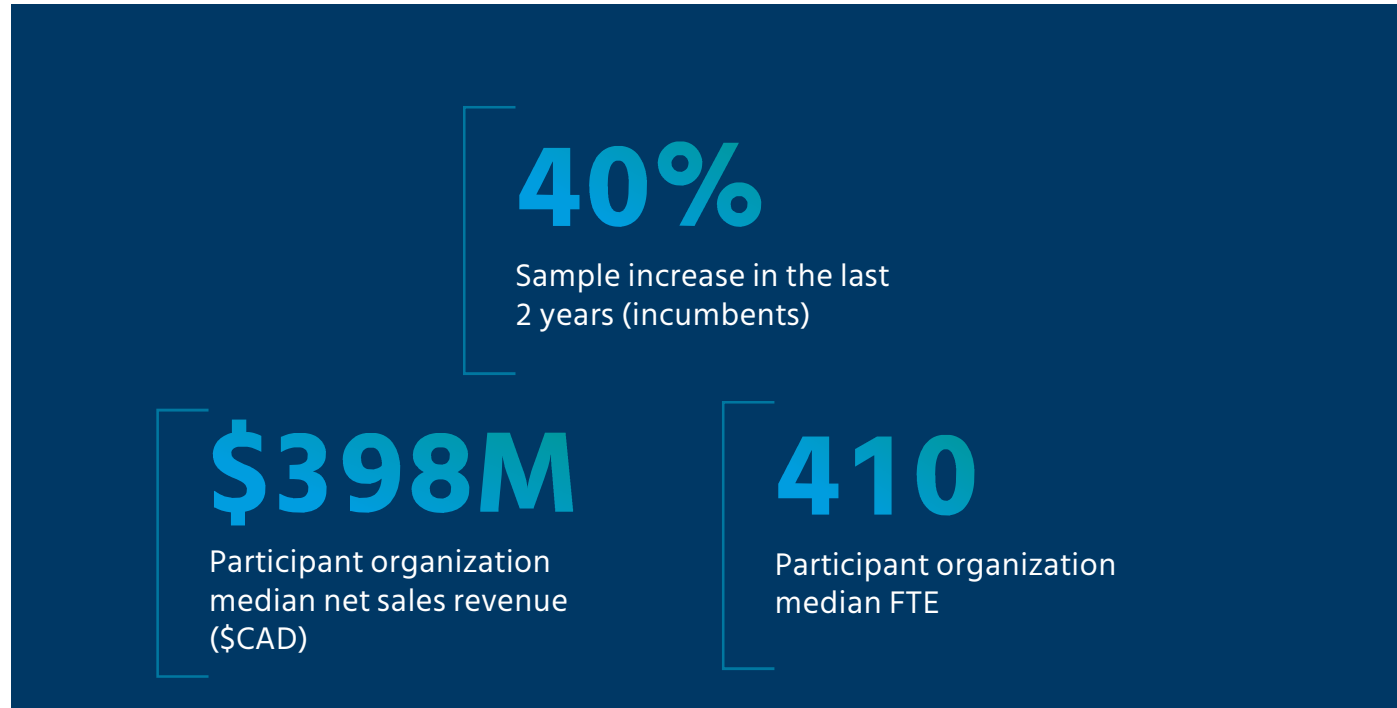 40%
Sample increase in the last
2 years (incumbents)
$398M
Participant organization
median net sales revenue
($CAD)
410
Participant organization
median FTE